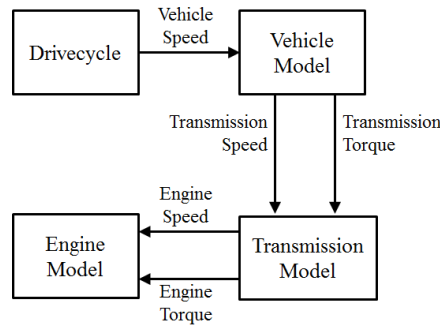 Drivecycle
Vehicle
Speed
Vehicle
Model
Transmission
Speed
Transmission
Torque
Engine
Speed
Engine
Model
Transmission
Model
Engine
Torque